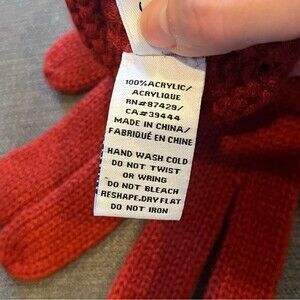 100% ACRYLIC/
ACRYLIQUE
RN#87429/
CA#39444
MADE IN CHINA/
FABRIQUÉ EN CHINE
HAND WASH COLD
DO NOT TWIST
OR WRING
DO NOT BLEACH
RESHAPE.DRY FLAT
DO NOT IRON